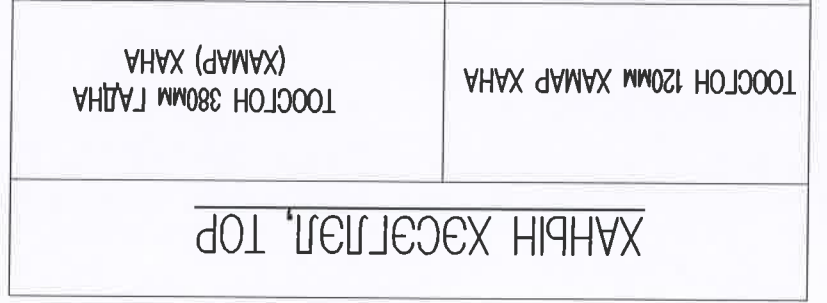 ХАНЫН ХЭСЭГЛЭЛ, ТОР
ТООСГОН 120мм ХАМАР ХАНА
ТООСГОН 380мм ГАДНА
(ХАМАР) ХАНА